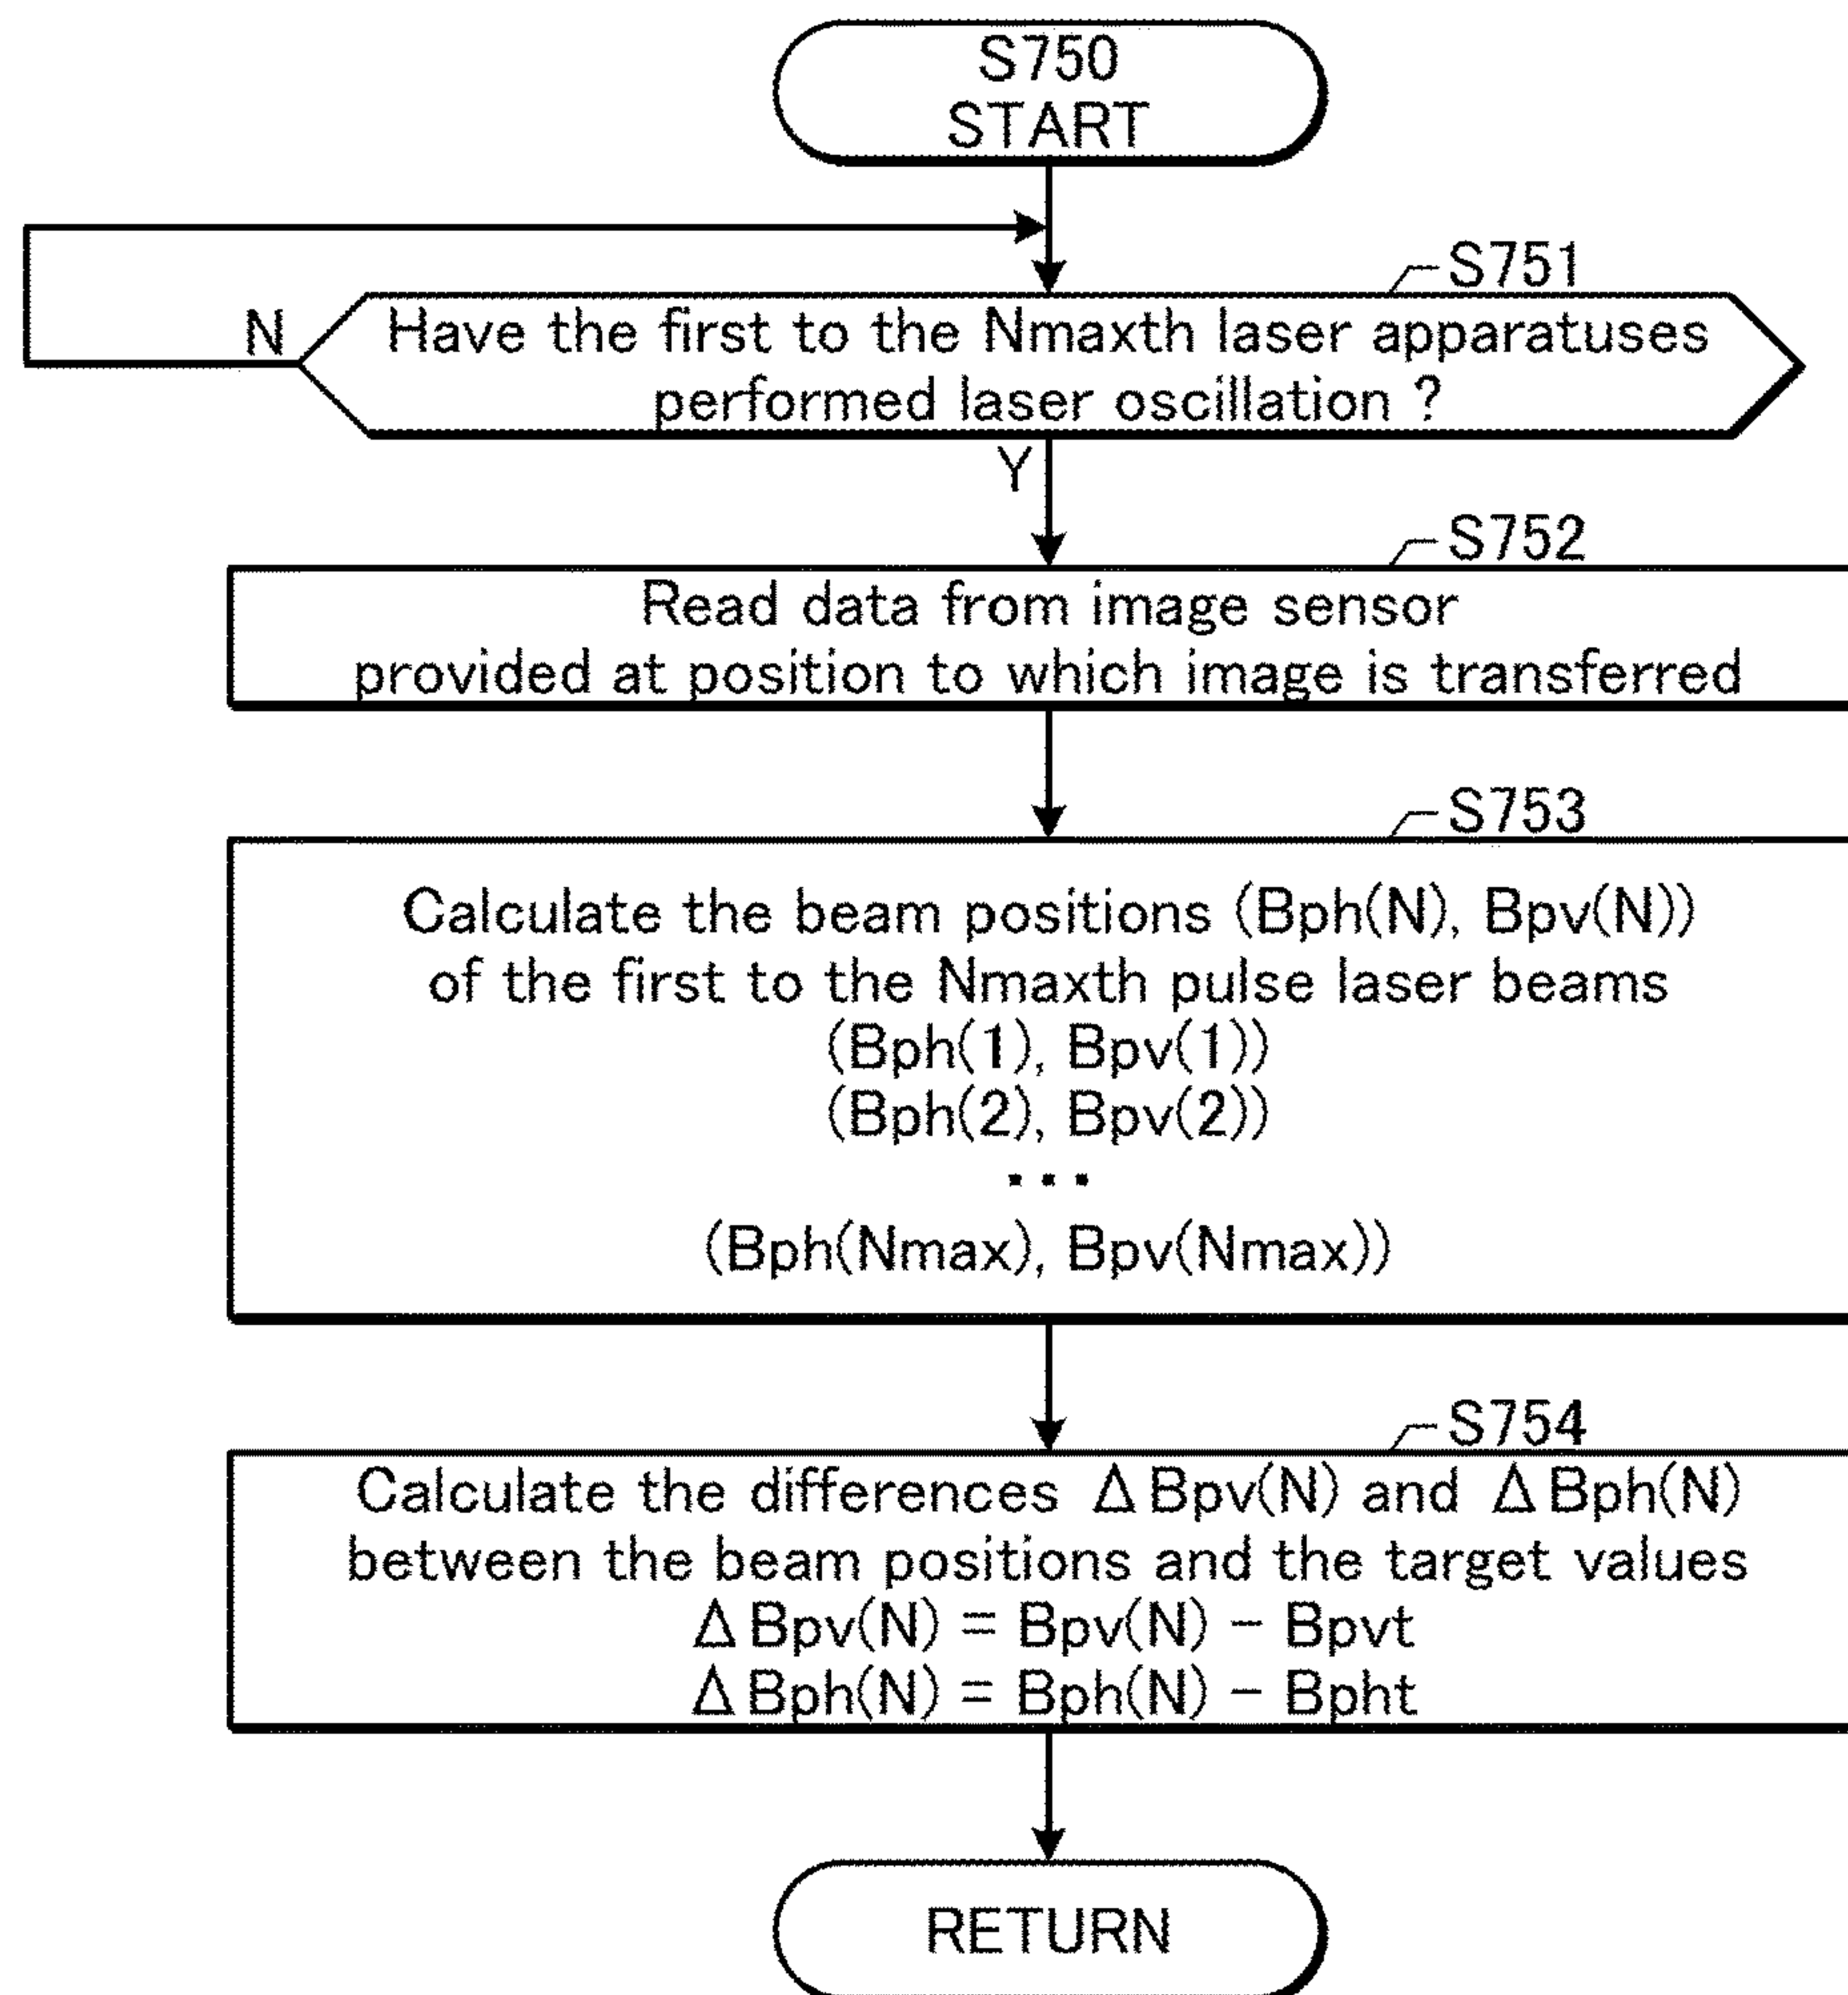 S750
START
S751
N
Have the first to the Nmaxth laser apparatuses
performed laser oscillation ?
Y
S752
Read data from image sensor
provided at position to which image is transferred
S753
Calculate the beam positions (Bph(N), Bpv(N))
of the first to the Nmaxth pulse laser beams
(Bph(1), Bpv(1))
(Bph(2), Bpv(2))
...
(Bph(Nmax), Bpv(Nmax))
S754
Calculate the differences ΔBpv(N) and ΔBph(N)
between the beam positions and the target values
ΔBpv(N) = Bpv(N) - Bpvt
ΔBph(N) = Bph(N) - Bpht
RETURN